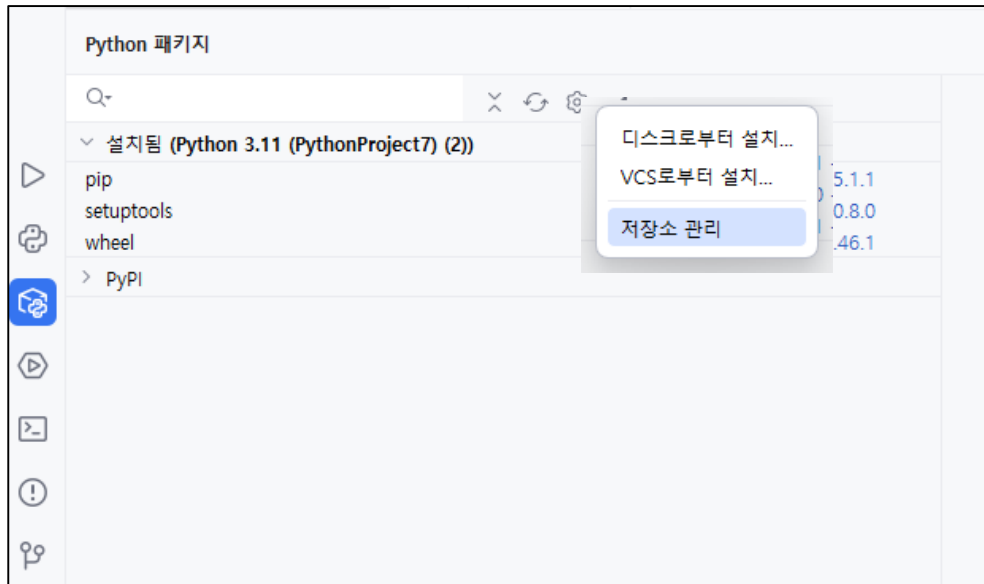 Python 패키지
설치됨 (Python 3.11 (PythonProject7) (2))
디스크로부터 설치...
VCS로부터 설치...
저장소 관리
pip 5.1.1
setuptools 0.8.0
wheel .46.1
PyPI